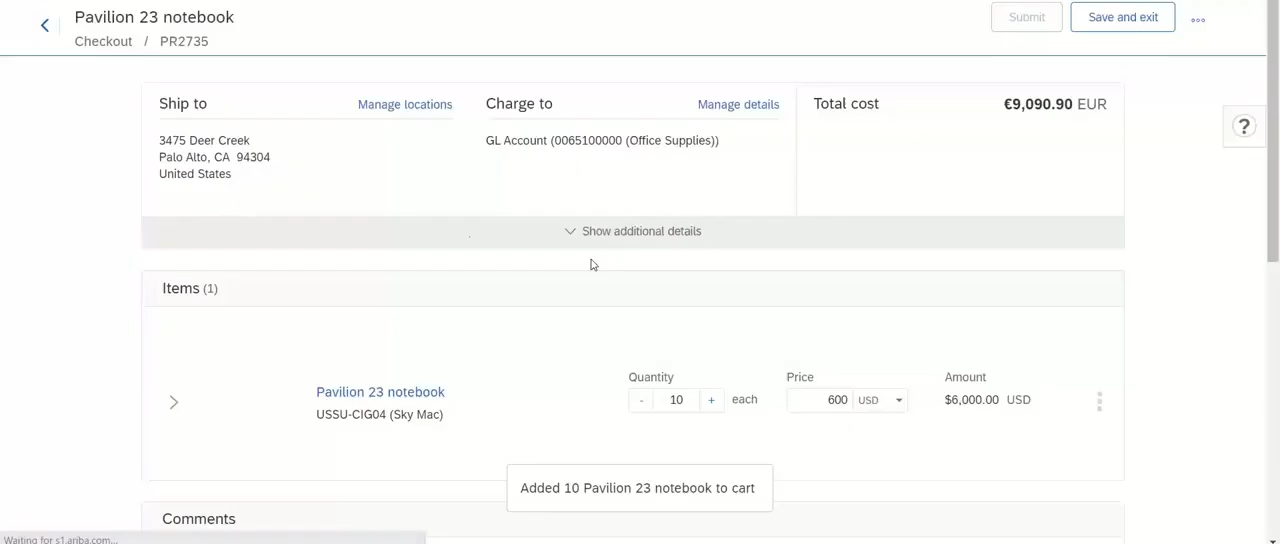 Pavilion 23 notebook
Checkout / PR2735
Submit
Save and exit
Ship to
Manage locations
3475 Deer Creek
Palo Alto, CA 94304
United States
Charge to
Manage details
GL Account (0065100000 (Office Supplies))
Total cost
€9,090.90 EUR
?
Show additional details
Items (1)
Pavilion 23 notebook
USSU-CIG04 (Sky Mac)
Quantity
- 10 + each
Price
600 USD
Amount
$6,000.00 USD
Added 10 Pavilion 23 notebook to cart
Comments
Waiting for s1.ariba.com...